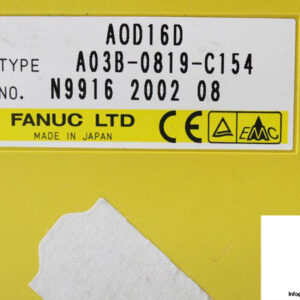 AOD16D
TYPE A03B-0819-C154
NO. N9916 2002 08
FANUC LTD
MADE IN JAPAN
CE
EMC